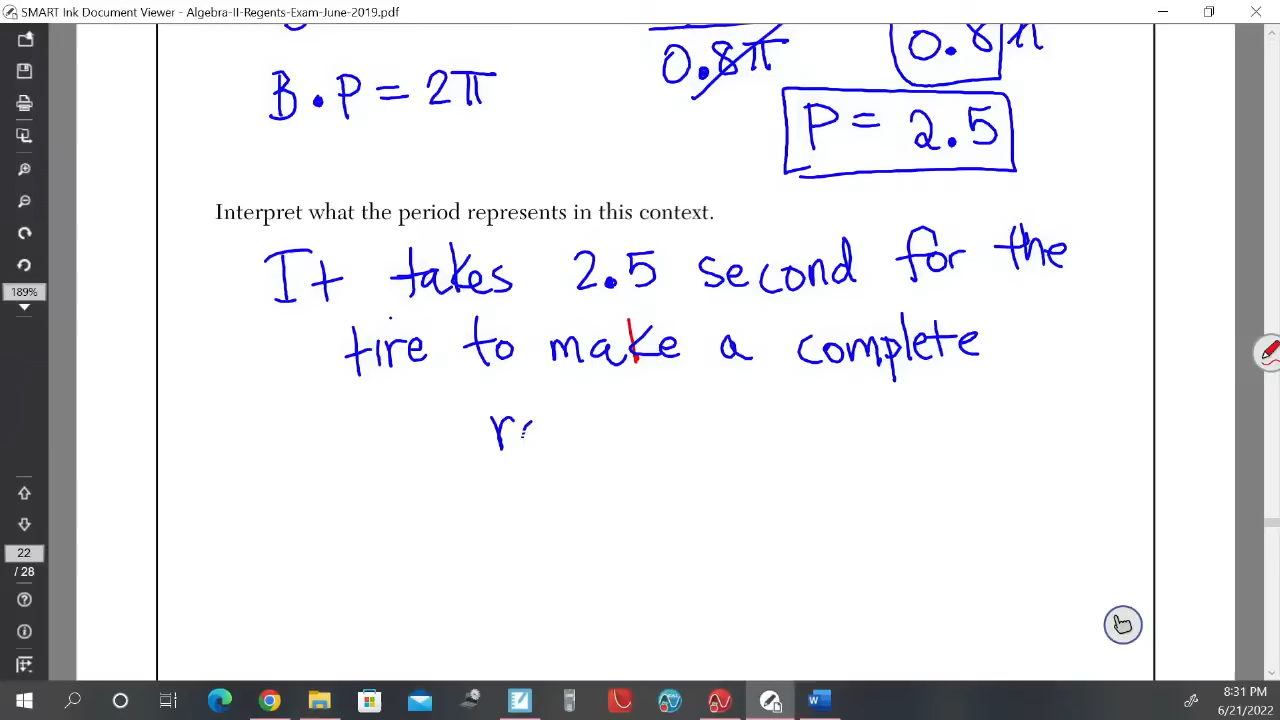 SMART Ink Document Viewer - Algebra-II-Regents-Exam-June-2019.pdf
0.8π
0.8π
B . P = 2π
P = 2.5
Interpret what the period represents in this context.
It takes 2.5 second for the
tire to make a complete
189%
22
/ 28
8:31 PM
6/21/2022